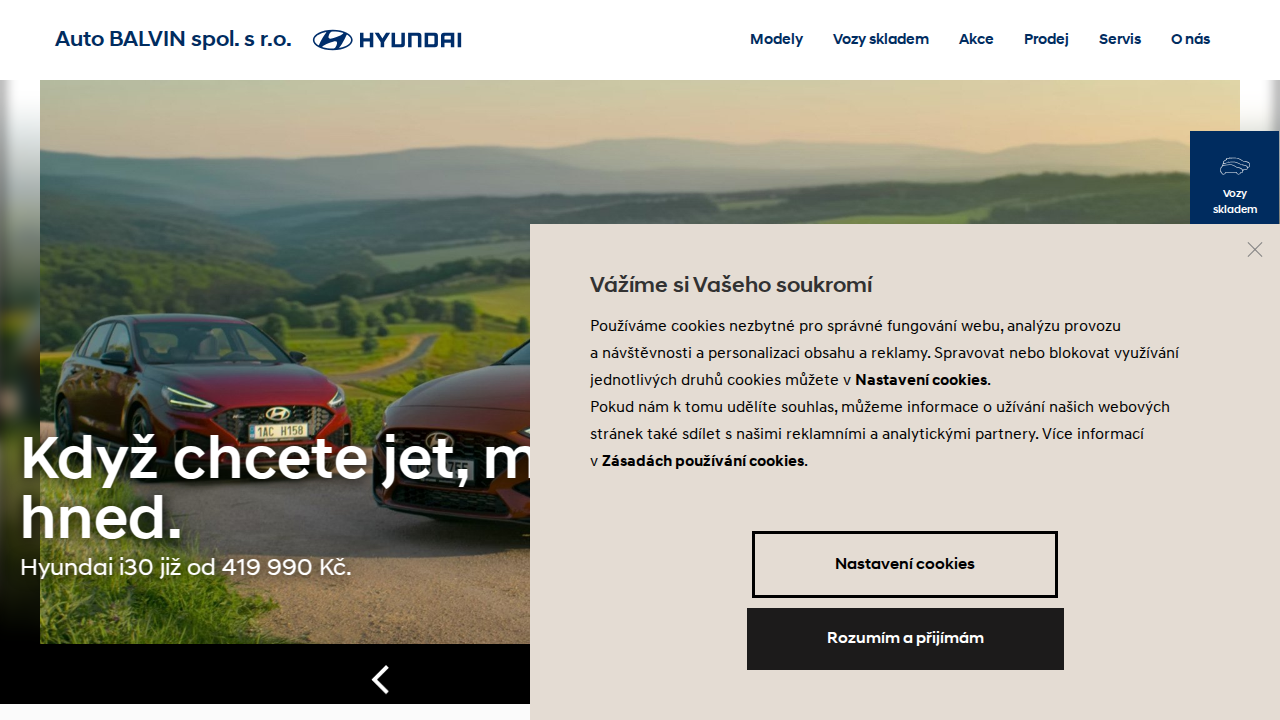 Auto BALVIN spol. s r.o.
HYUNDAI
Modely
Vozy skladem
Akce
Prodej
Servis
O nás
Vozy
skladem
Vážíme si Vašeho soukromí
Používáme cookies nezbytné pro správné fungování webu, analýzu provozu
a návštěvnosti a personalizaci obsahu a reklamy. Spravovat nebo blokovat využívání
jednotlivých druhů cookies můžete v Nastavení cookies.
Pokud nám k tomu udělíte souhlas, můžeme informace o užívání našich webových
stránek také sdílet s našimi reklamními a analytickými partnery. Více informací
v Zásadách používání cookies.
1AC H158
Když chcete jet,
hned.
Hyundai i30 již od 419 990 Kč.
Nastavení cookies
Rozumím a přijímám